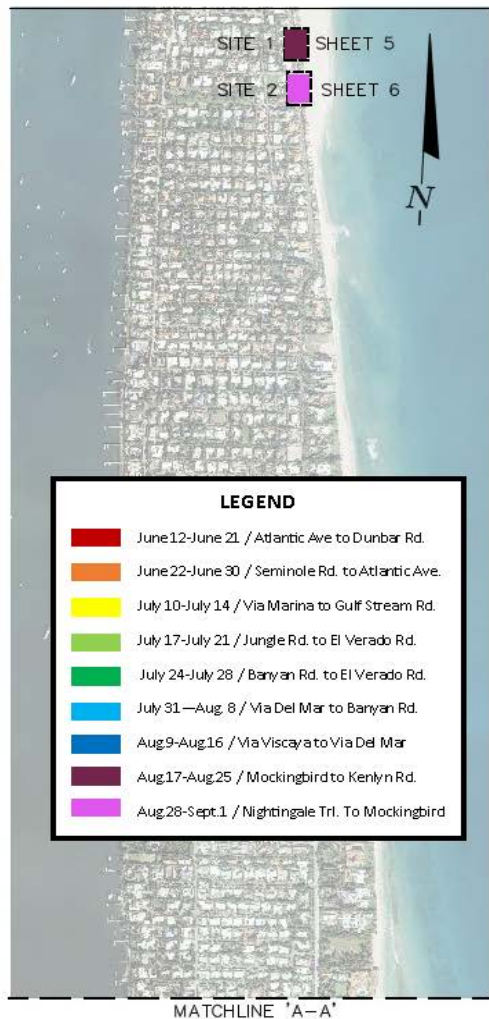 SITE 1 SHEET 5
SITE 2 SHEET 6
N
LEGEND
June 12-June 21 / Atlantic Ave to Dunbar Rd.
June 22-June 30 / Seminole Rd. to Atlantic Ave.
July 10-July 14 / Via Marina to Gulf Stream Rd.
July 17-July 21 / Jungle Rd. to El Verado Rd.
July 24-July 28 / Banyan Rd. to El Verado Rd.
July 31—Aug. 8 / Via Del Mar to Banyan Rd.
Aug.9-Aug.16 / Via Viscaya to Via Del Mar
Aug.17-Aug.25 / Mockingbird to Kenlyn Rd.
Aug.28-Sept.1 / Nightingale Trl. To Mockingbird
MATCHLINE 'A-A'